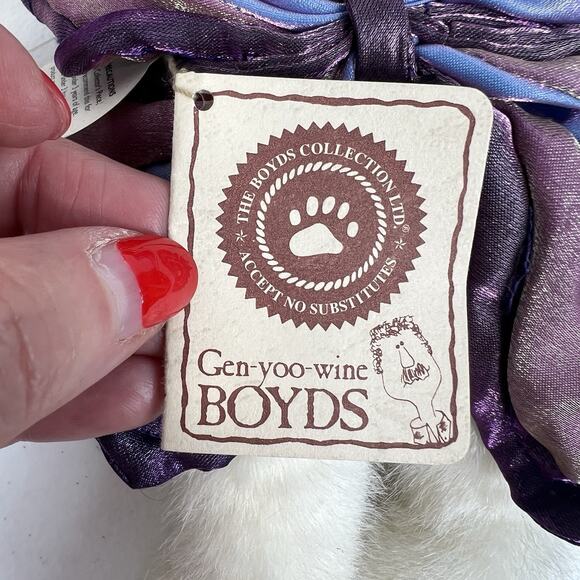 THE BOYDS COLLECTION LTD.®
ACCEPT NO SUBSTITUTES
Gen-yoo-wine
BOYDS